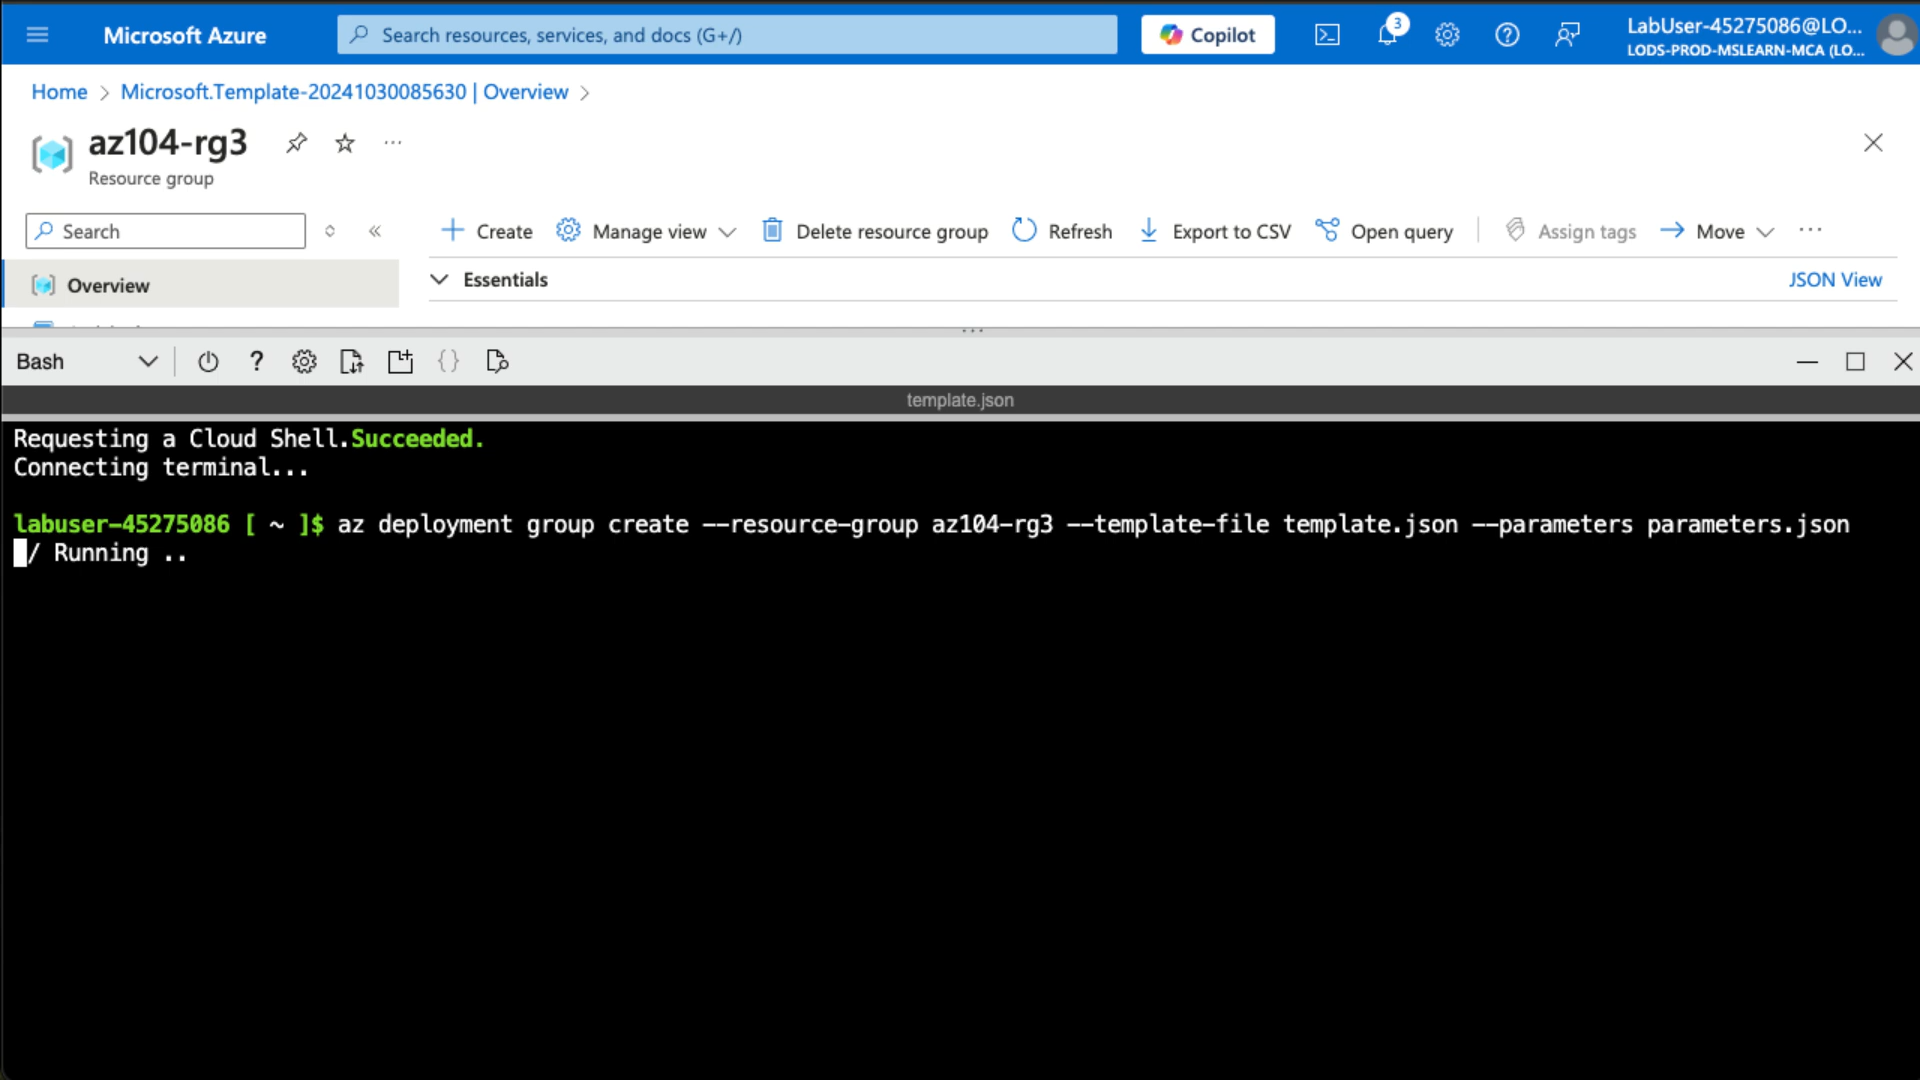 Microsoft Azure
Search resources, services, and docs (G+/)
Copilot
3
LabUser-45275086@LO...
LODS-PROD-MSLEARN-MCA (LO...
Home > Microsoft.Template-20241030085630 | Overview >
az104-rg3
...
Resource group
Search
Create
Manage view
Delete resource group
Refresh
Export to CSV
Open query
Assign tags
Move
...
Overview
Essentials
JSON View
Bash
?
{}
template.json
Requesting a Cloud Shell.Succeeded.
Connecting terminal...
labuser-45275086 [ ~ ]$ az deployment group create --resource-group az104-rg3 --template-file template.json --parameters parameters.json
/ Running ..